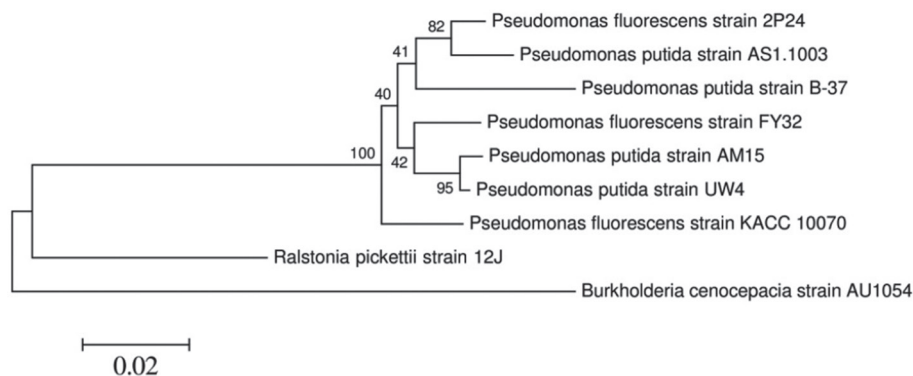 Pseudomonas fluorescens strain 2P24
82
Pseudomonas putida strain AS1.1003
41
Pseudomonas putida strain B-37
40
Pseudomonas fluorescens strain FY32
100
42
Pseudomonas putida strain AM15
95
Pseudomonas putida strain UW4
Pseudomonas fluorescens strain KACC 10070
Ralstonia pickettii strain 12J
Burkholderia cenocepacia strain AU1054
0.02